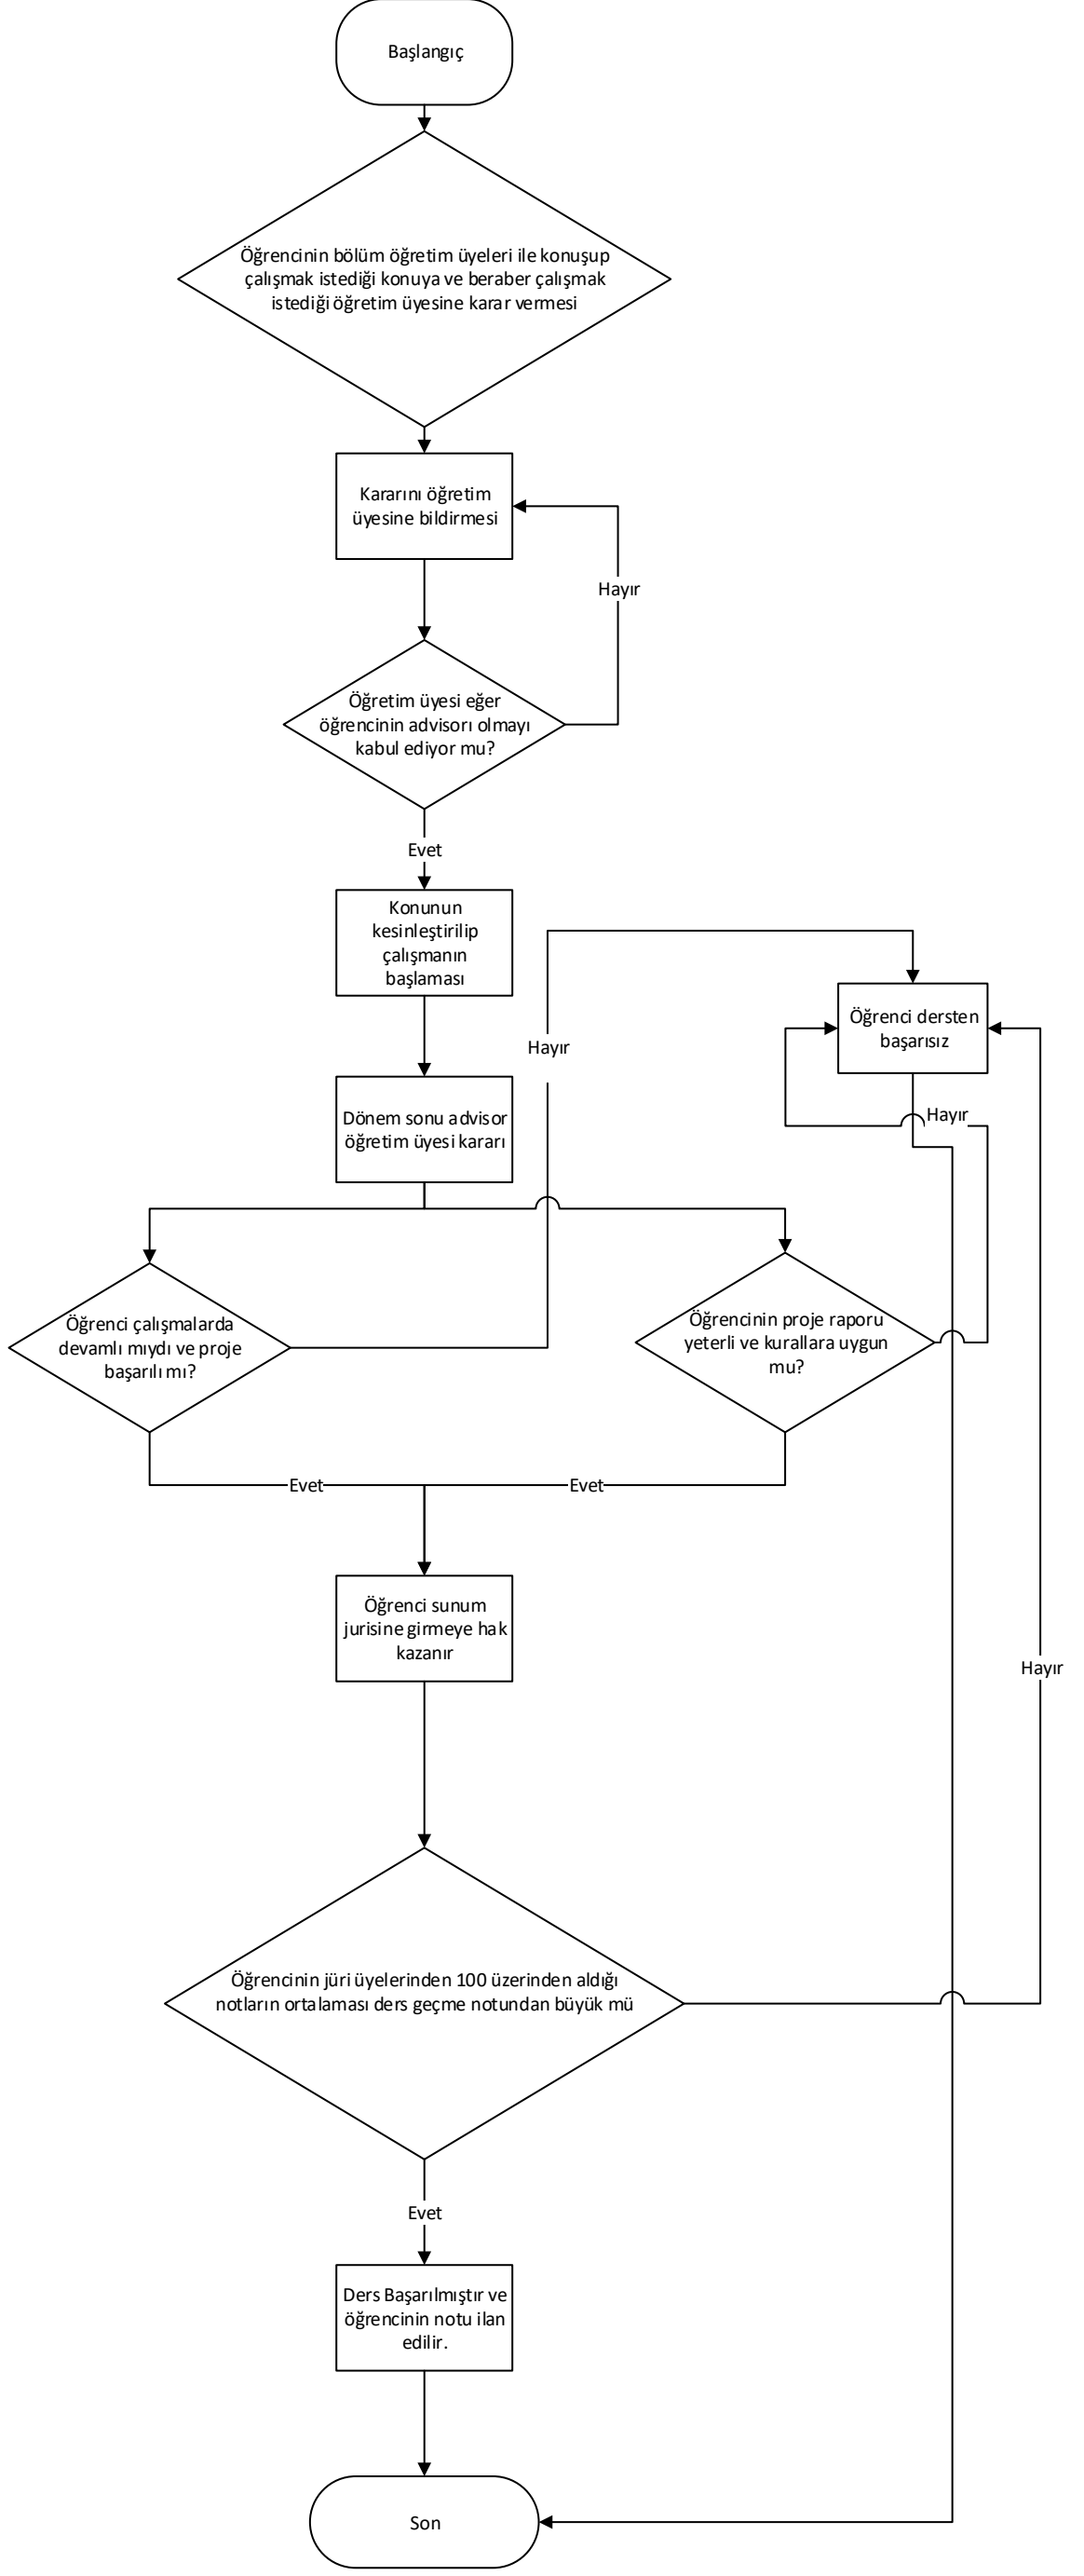 Başlangıç
Öğrencinin bölüm öğretim üyeleri ile konuşup
çalışmak istediği konuya ve beraber çalışmak
istediği öğretim üyesine karar vermesi
Kararını öğretim
üyesine bildirmesi
Hayır
Öğretim üyesi eğer
öğrencinin advisorı olmayı
kabul ediyor mu?
Evet
Konunun
kesinleştirilip
çalışmanın
başlaması
Öğrenci dersten
başarısız
Hayır
Hayır
Dönem sonu advisor
öğretim üyesi kararı
Öğrenci çalışmalarda
devamlı mıydı ve proje
başarılı mı?
Öğrencinin proje raporu
yeterli ve kurallara uygun
mu?
Evet
Evet
Öğrenci sunum
jurisine girmeye hak
kazanır
Hayır
Öğrencinin jüri üyelerinden 100 üzerinden aldığı
notların ortalaması ders geçme notundan büyük mü
Evet
Ders Başarılmıştır ve
öğrencinin notu ilan
edilir.
Son